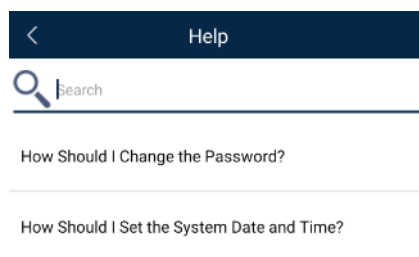 Help
Search
How Should I Change the Password?
How Should I Set the System Date and Time?